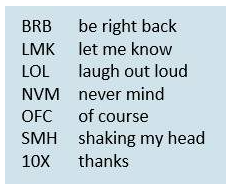 BRB be right back
LMK let me know
LOL laugh out loud
NVM never mind
OFC of course
SMH shaking my head
10X thanks